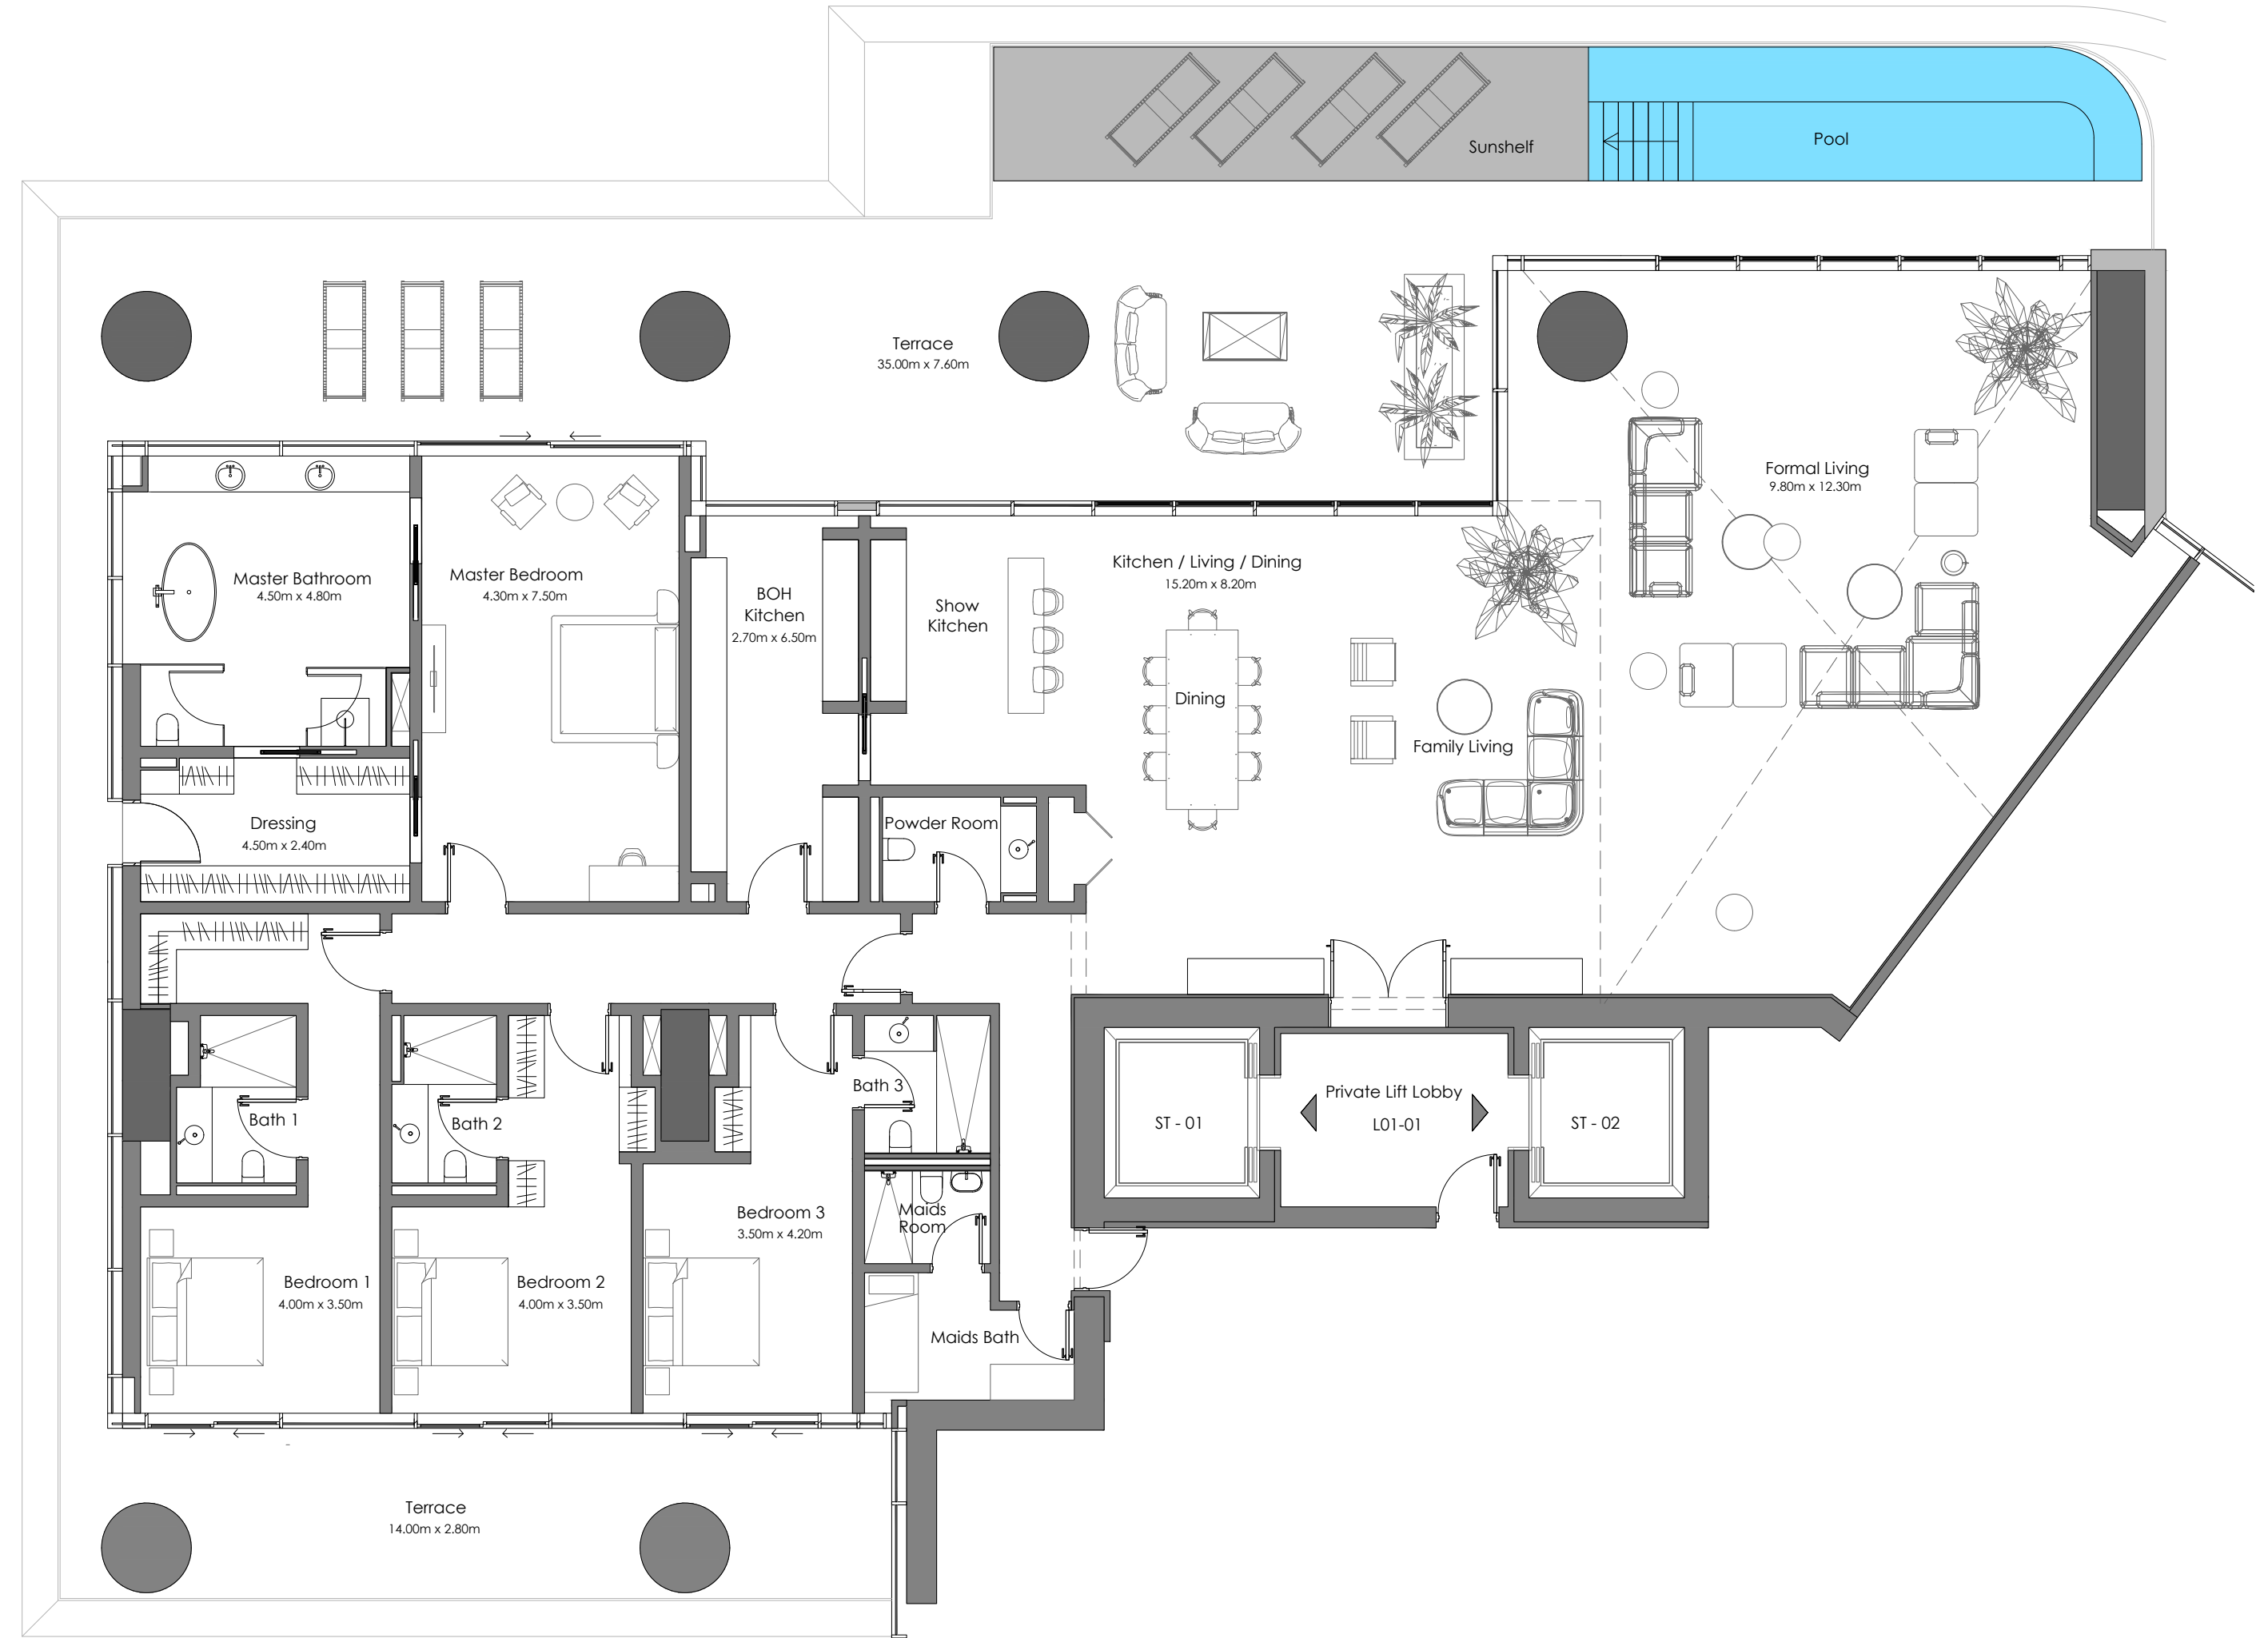 Sunshelf
Pool
Terrace
35.00m x 7.60m
Formal Living
9.80m x 12.30m
Master Bathroom
4.50m x 4.80m
Master Bedroom
4.30m x 7.50m
BOH
Kitchen
2.70m x 6.50m
Show
Kitchen
Kitchen / Living / Dining
15.20m x 8.20m
Dining
Family Living
Dressing
4.50m x 2.40m
Powder Room
Bath 1
Bath 2
Bath 3
Private Lift Lobby
L01-01
ST - 01
ST - 02
Maids
Room
Bedroom 3
3.50m x 4.20m
Bedroom 1
4.00m x 3.50m
Bedroom 2
4.00m x 3.50m
Maids Bath
Terrace
14.00m x 2.80m